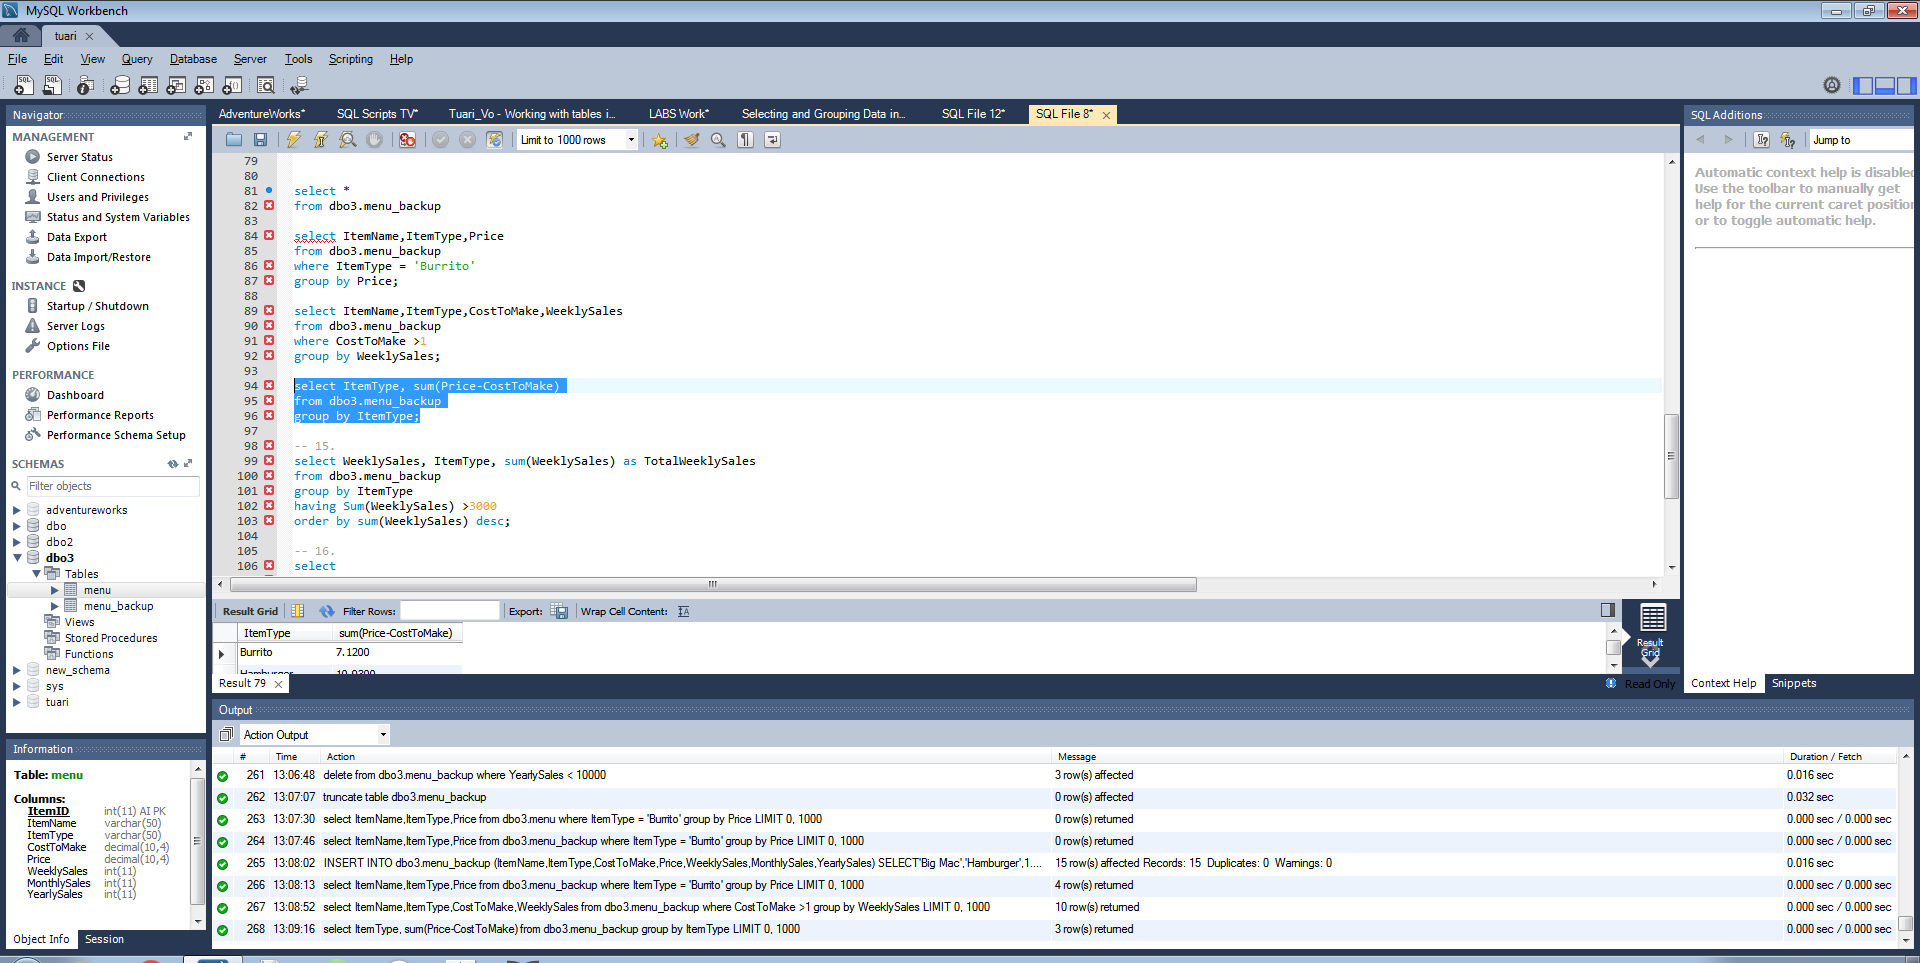 MySQL Workbench
tuari
File Edit View Query Database Server Tools Scripting Help
Navigator
MANAGEMENT
Server Status
Client Connections
Users and Privileges
Status and System Variables
Data Export
Data Import/Restore
INSTANCE
Startup / Shutdown
Server Logs
Options File
PERFORMANCE
Dashboard
Performance Reports
Performance Schema Setup
SCHEMAS
Filter objects
adventureworks
dbo
dbo2
dbo3
Tables
menu
menu_backup
Views
Stored Procedures
Functions
new_schema
sys
tuari
Information
Table: menu
Columns:
ItemID int(11) AI PK
ItemName varchar(50)
ItemType varchar(50)
CostToMake decimal(10,4)
Price decimal(10,4)
WeeklySales int(11)
MonthlySales int(11)
YearlySales int(11)
Object Info Session
AdventureWorks* SQL Scripts TV* Tuari_Vo - Working with tables i... LABS Work* Selecting and Grouping Data in... SQL File 12* SQL File 8*
Limit to 1000 rows
79
80
81 select *
82 from dbo3.menu_backup
83
84 select ItemName,ItemType,Price
85 from dbo3.menu_backup
86 where ItemType = 'Burrito'
87 group by Price;
88
89 select ItemName,ItemType,CostToMake,WeeklySales
90 from dbo3.menu_backup
91 where CostToMake >1
92 group by WeeklySales;
93
94 select ItemType, sum(Price-CostToMake)
95 from dbo3.menu_backup
96 group by ItemType;
97
98 -- 15.
99 select WeeklySales, ItemType, sum(WeeklySales) as TotalWeeklySales
100 from dbo3.menu_backup
101 group by ItemType
102 having Sum(WeeklySales) >3000
103 order by sum(WeeklySales) desc;
104
105 -- 16.
106 select
Result Grid Filter Rows: Export: Wrap Cell Content:
ItemType sum(Price-CostToMake)
Burrito 7.1200
Hamburger 10.9300
Result Grid
Result 79
Read Only
SQL Additions
Jump to
Automatic context help is disabled
Use the toolbar to manually get
help for the current caret position
or to toggle automatic help.
Context Help Snippets
Output
Action Output
# Time Action Message Duration / Fetch
261 13:06:48 delete from dbo3.menu_backup where YearlySales < 10000 3 row(s) affected 0.016 sec
262 13:07:07 truncate table dbo3.menu_backup 0 row(s) affected 0.032 sec
263 13:07:30 select ItemName,ItemType,Price from dbo3.menu where ItemType = 'Burrito' group by Price LIMIT 0, 1000 0 row(s) returned 0.000 sec / 0.000 sec
264 13:07:46 select ItemName,ItemType,Price from dbo3.menu_backup where ItemType = 'Burrito' group by Price LIMIT 0, 1000 0 row(s) returned 0.000 sec / 0.000 sec
265 13:08:02 INSERT INTO dbo3.menu_backup (ItemName,ItemType,CostToMake,Price,WeeklySales,MonthlySales,YearlySales) SELECT'Big Mac','Hamburger',1.... 15 row(s) affected Records: 15 Duplicates: 0 Warnings: 0 0.016 sec
266 13:08:13 select ItemName,ItemType,Price from dbo3.menu_backup where ItemType = 'Burrito' group by Price LIMIT 0, 1000 4 row(s) returned 0.000 sec / 0.000 sec
267 13:08:52 select ItemName,ItemType,CostToMake,WeeklySales from dbo3.menu_backup where CostToMake >1 group by WeeklySales LIMIT 0, 1000 10 row(s) returned 0.000 sec / 0.000 sec
268 13:09:16 select ItemType, sum(Price-CostToMake) from dbo3.menu_backup group by ItemType LIMIT 0, 1000 3 row(s) returned 0.000 sec / 0.000 sec